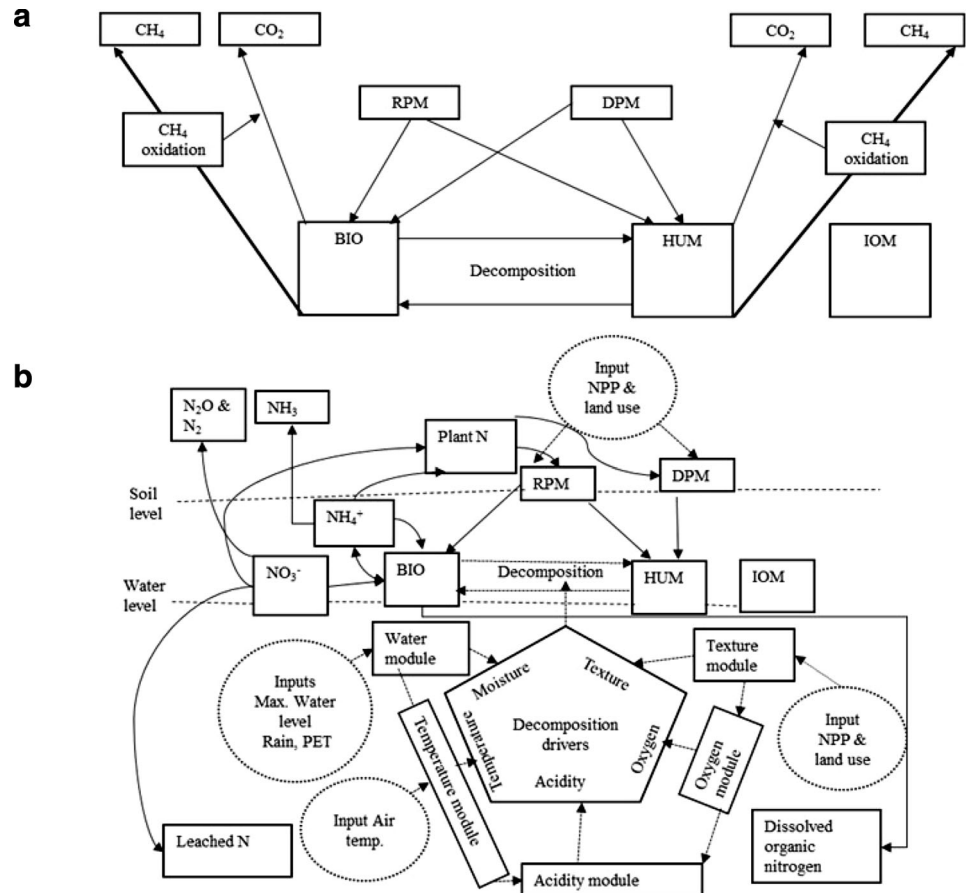 a
CH₄
CO₂
CO₂
CH₄
RPM
DPM
CH₄
oxidation
CH₄
oxidation
BIO
HUM
IOM
Decomposition
b
Input
NPP &
land use
N₂O &
N₂
NH₃
Plant N
RPM
DPM
Soil
level
NH₄⁺
NO₃⁻
BIO
Decomposition
HUM
IOM
Water
level
Water
module
Texture
module
Inputs
Max. Water
level
Rain, PET
Moisture
Texture
Temperature
Oxygen
Acidity
Decomposition
drivers
Temperature module
Oxygen module
Input
NPP &
land use
Input Air
temp.
Leached N
Acidity module
Dissolved
organic
nitrogen